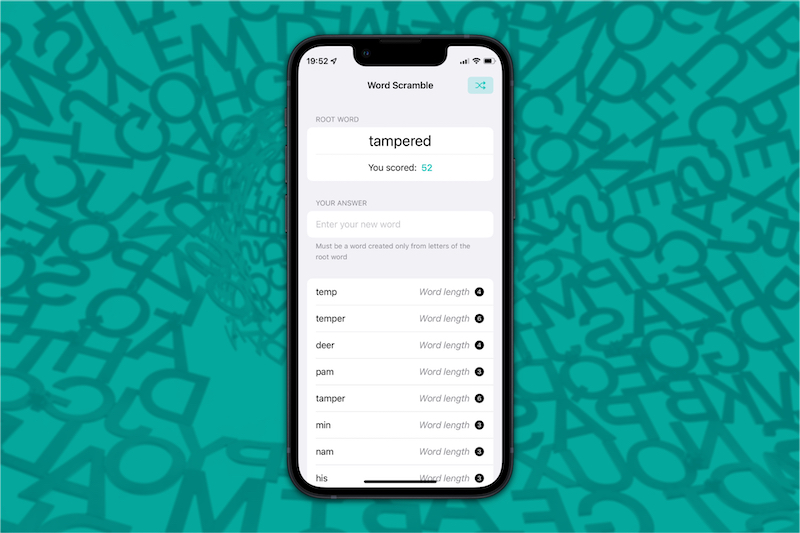 19:52
Word Scramble
ROOT WORD
tampered
You scored: 52
YOUR ANSWER
Enter your new word
Must be a word created only from letters of the
root word
temp Word length 4
temper Word length 6
deer Word length 4
pam Word length 3
tamper Word length 6
min Word length 3
nam Word length 3
his Word length 3